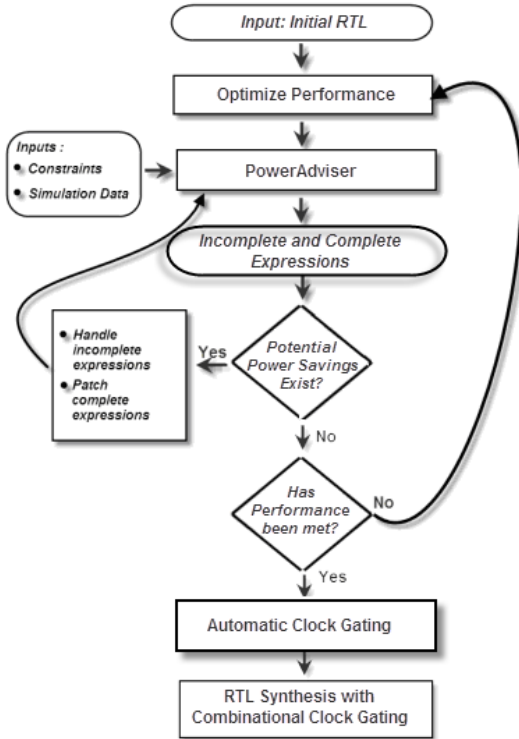 Input: Initial RTL
Optimize Performance
Inputs :
Constraints
Simulation Data
PowerAdviser
Incomplete and Complete
Expressions
Handle
incomplete
expressions
Patch
complete
expressions
Yes
Potential
Power Savings
Exist?
No
Has
Performance
been met?
No
Yes
Automatic Clock Gating
RTL Synthesis with
Combinational Clock Gating